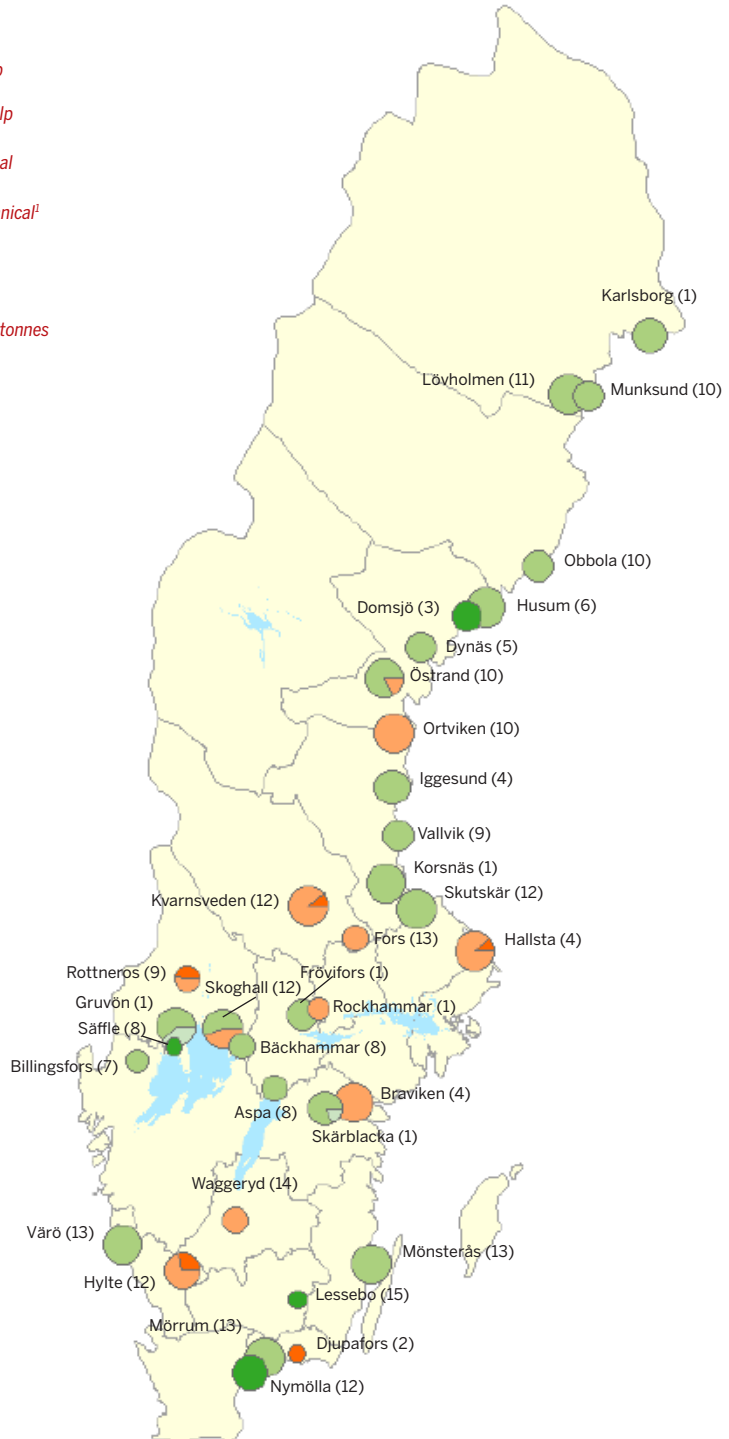 p
lp
al
nical¹
tonnes
Karlsborg (1)
Lövholmen (11)
Munksund (10)
Obbola (10)
Domsjö (3)
Husum (6)
Dynäs (5)
Östrand (10)
Ortviken (10)
Iggesund (4)
Vallvik (9)
Korsnäs (1)
Kvarnsveden (12)
Skutskär (12)
Fors (13)
Hallsta (4)
Rottneros (9)
Frövifors (1)
Skoghall (12)
Gruvön (1)
Rockhammar (1)
Säffle (8)
Bäckhammar (8)
Billingsfors (7)
Braviken (4)
Aspa (8)
Skärblacka (1)
Waggeryd (14)
Värö (13)
Mönsterås (13)
Hylte (12)
Lessebo (15)
Mörrum (13)
Djupafors (2)
Nymölla (12)